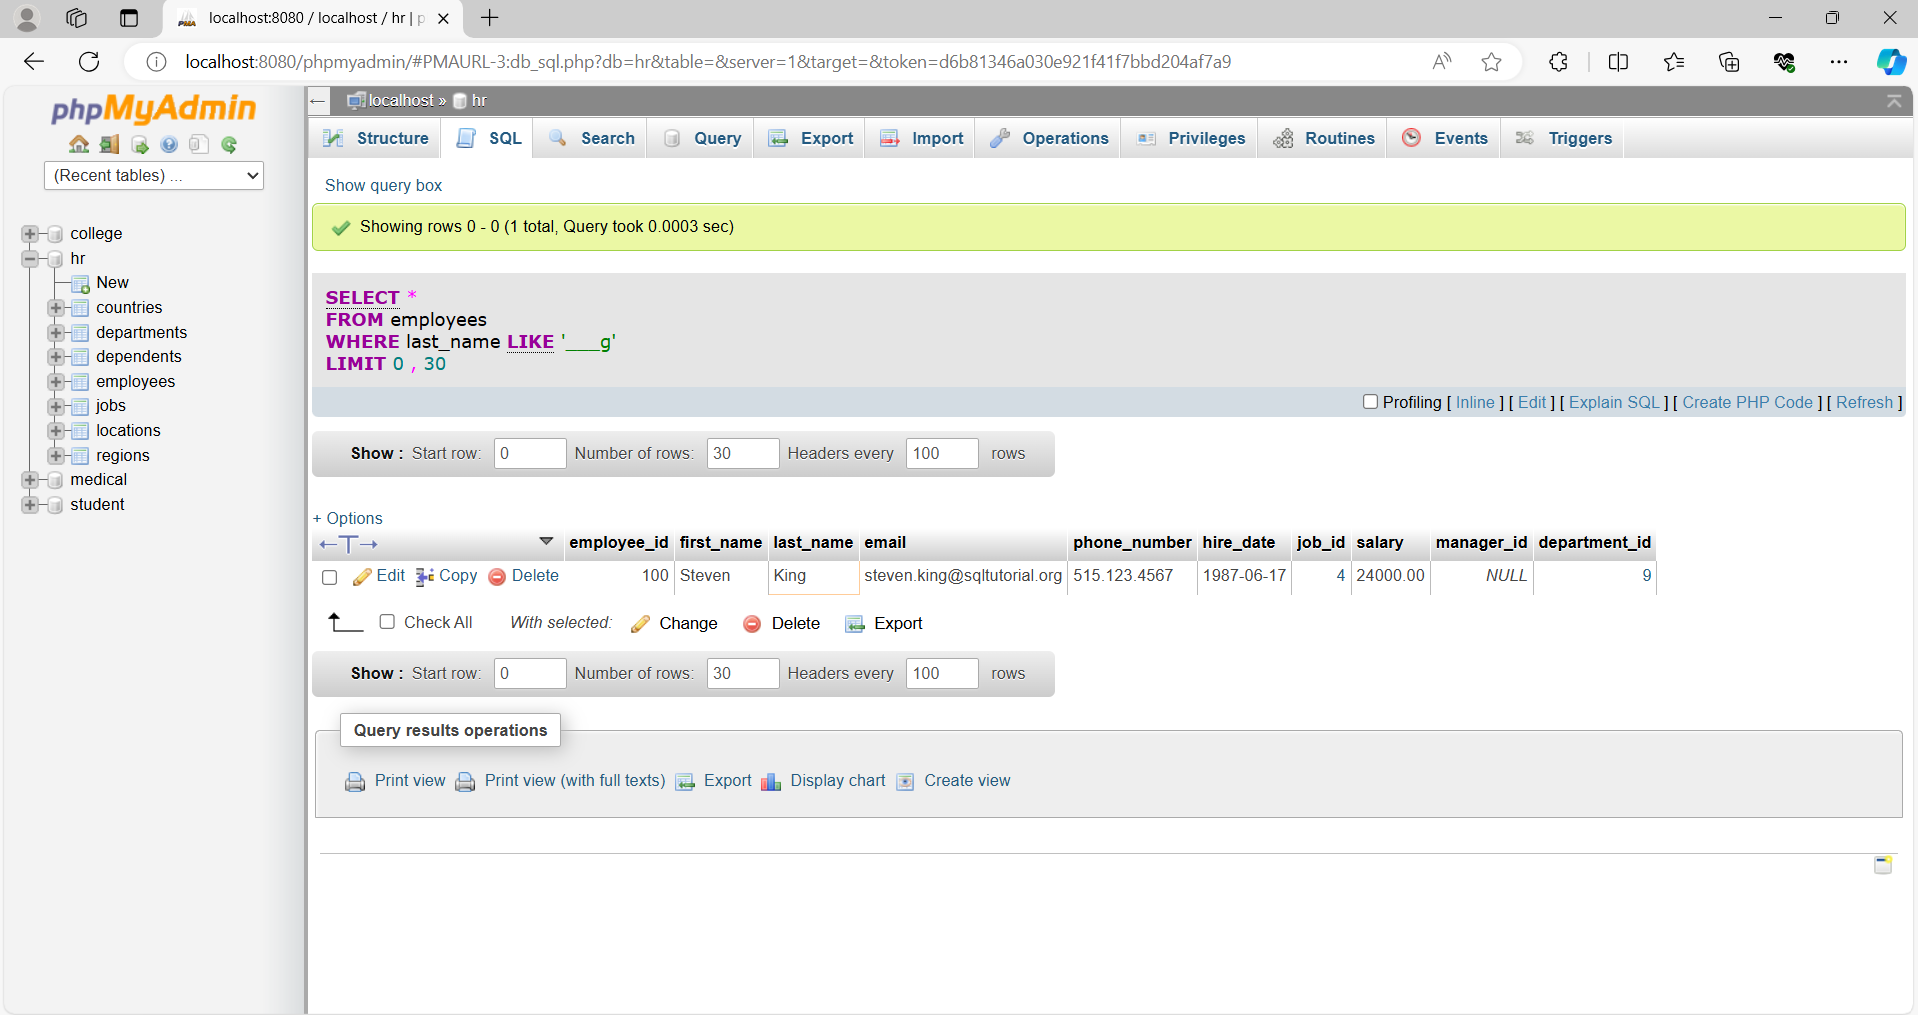 localhost:8080 / localhost / hr | p
localhost:8080/phpmyadmin/#PMAURL-3:db_sql.php?db=hr&table=&server=1&target=&token=d6b81346a030e921f41f7bbd204af7a9
phpMyAdmin
(Recent tables) ...
college
hr
New
countries
departments
dependents
employees
jobs
locations
regions
medical
student
localhost » hr
Structure SQL Search Query Export Import Operations Privileges Routines Events Triggers
Show query box
Showing rows 0 - 0 (1 total, Query took 0.0003 sec)
SELECT *
FROM employees
WHERE last_name LIKE '___g'
LIMIT 0 , 30
Profiling [ Inline ] [ Edit ] [ Explain SQL ] [ Create PHP Code ] [ Refresh ]
Show : Start row: 0 Number of rows: 30 Headers every 100 rows
+ Options
employee_id first_name last_name email phone_number hire_date job_id salary manager_id department_id
Edit Copy Delete 100 Steven King steven.king@sqltutorial.org 515.123.4567 1987-06-17 4 24000.00 NULL 9
Check All With selected: Change Delete Export
Show : Start row: 0 Number of rows: 30 Headers every 100 rows
Query results operations
Print view Print view (with full texts) Export Display chart Create view